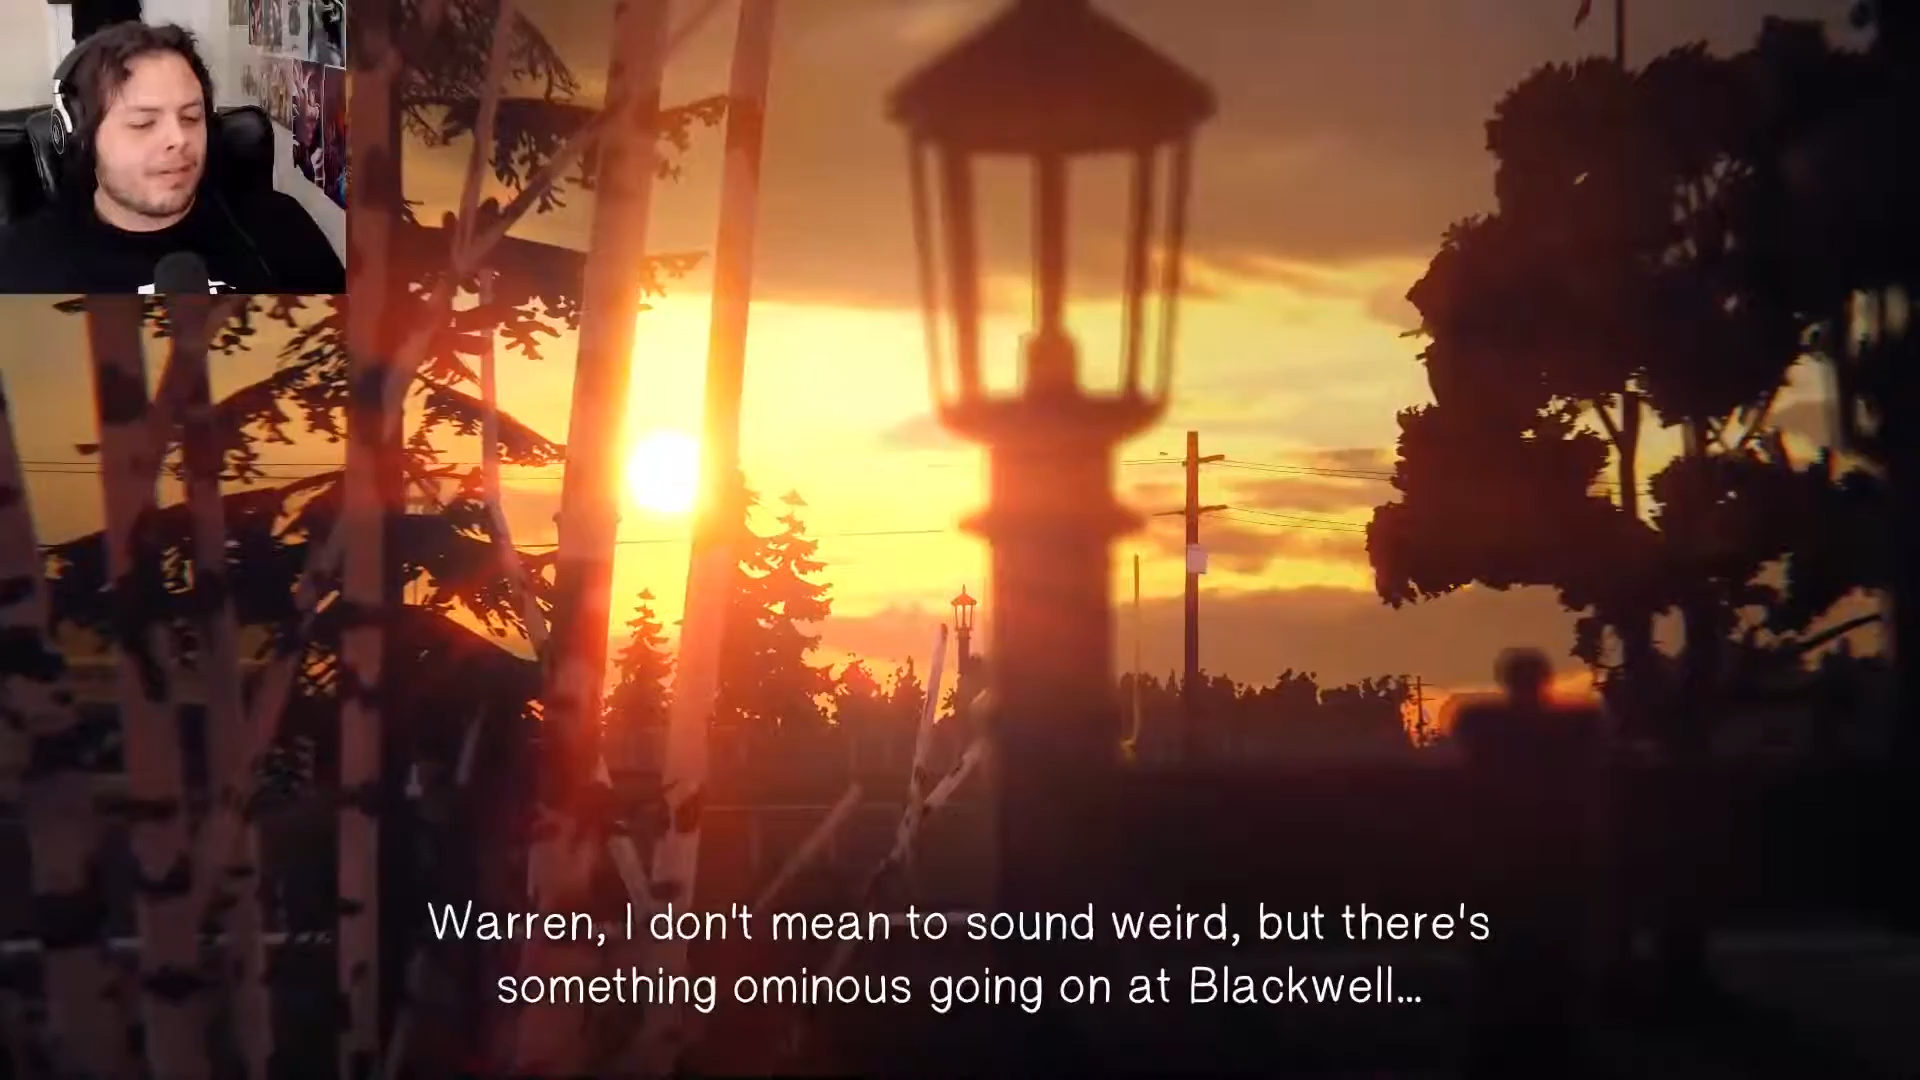 Warren, I don't mean to sound weird, but there's
something ominous going on at Blackwell...